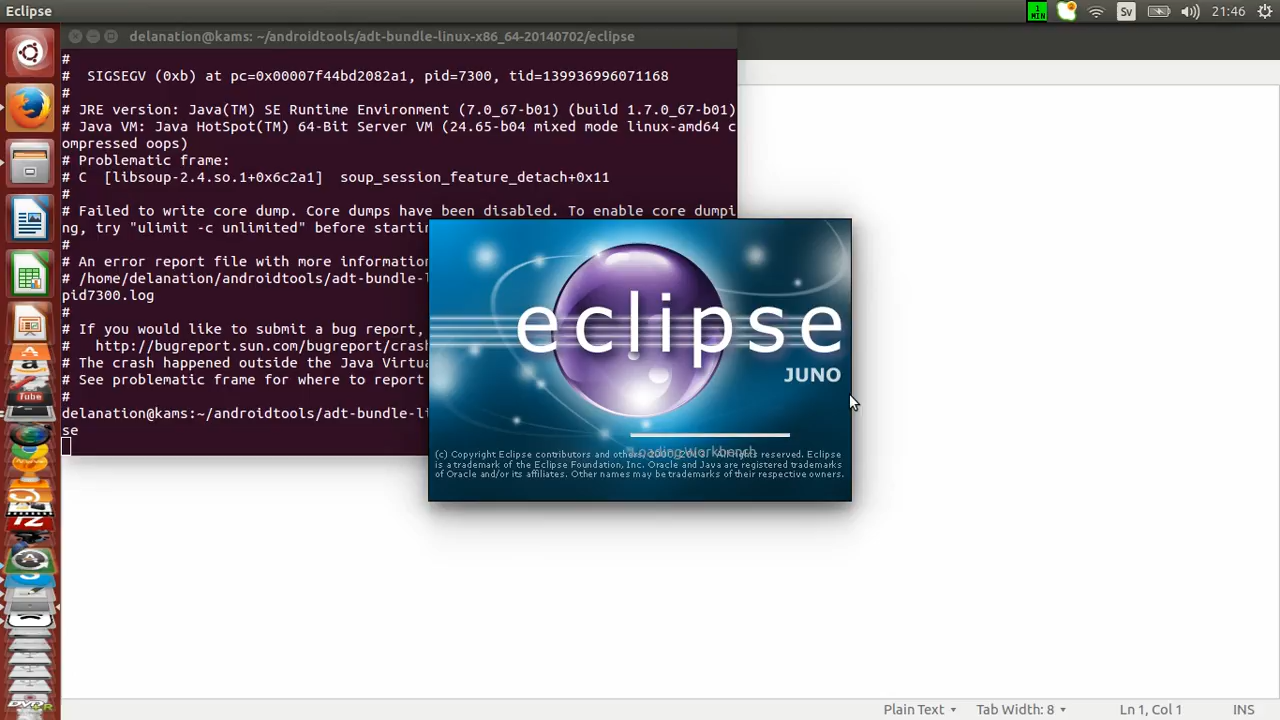 Eclipse
Sv
21:46
1
MIN
delanation@kams: ~/androidtools/adt-bundle-linux-x86_64-20140702/eclipse
#
#  SIGSEGV (0xb) at pc=0x00007f44bd2082a1, pid=7300, tid=139936996071168
#
# JRE version: Java(TM) SE Runtime Environment (7.0_67-b01) (build 1.7.0_67-b01)
# Java VM: Java HotSpot(TM) 64-Bit Server VM (24.65-b04 mixed mode linux-amd64 c
ompressed oops)
# Problematic frame:
# C  [libsoup-2.4.so.1+0x6c2a1]  soup_session_feature_detach+0x11
#
# Failed to write core dump. Core dumps have been disabled. To enable core dumpi
ng, try "ulimit -c unlimited" before startin
#
# An error report file with more information
# /home/delanation/androidtools/adt-bundle-l
pid7300.log
#
# If you would like to submit a bug report,
#   http://bugreport.sun.com/bugreport/crash
# The crash happened outside the Java Virtu
# See problematic frame for where to report
#
delanation@kams:~/androidtools/adt-bundle-li
se
eclipse
JUNO
Loading Workbench
(c) Copyright Eclipse contributors and others, All rights reserved. Eclipse
is a trademark of the Eclipse Foundation, Inc. Oracle and Java are registered trademarks
of Oracle and/or its affiliates. Other names may be trademarks of their respective owners.
a
Tube
Plain Text
Tab Width: 8
Ln 1, Col 1
INS